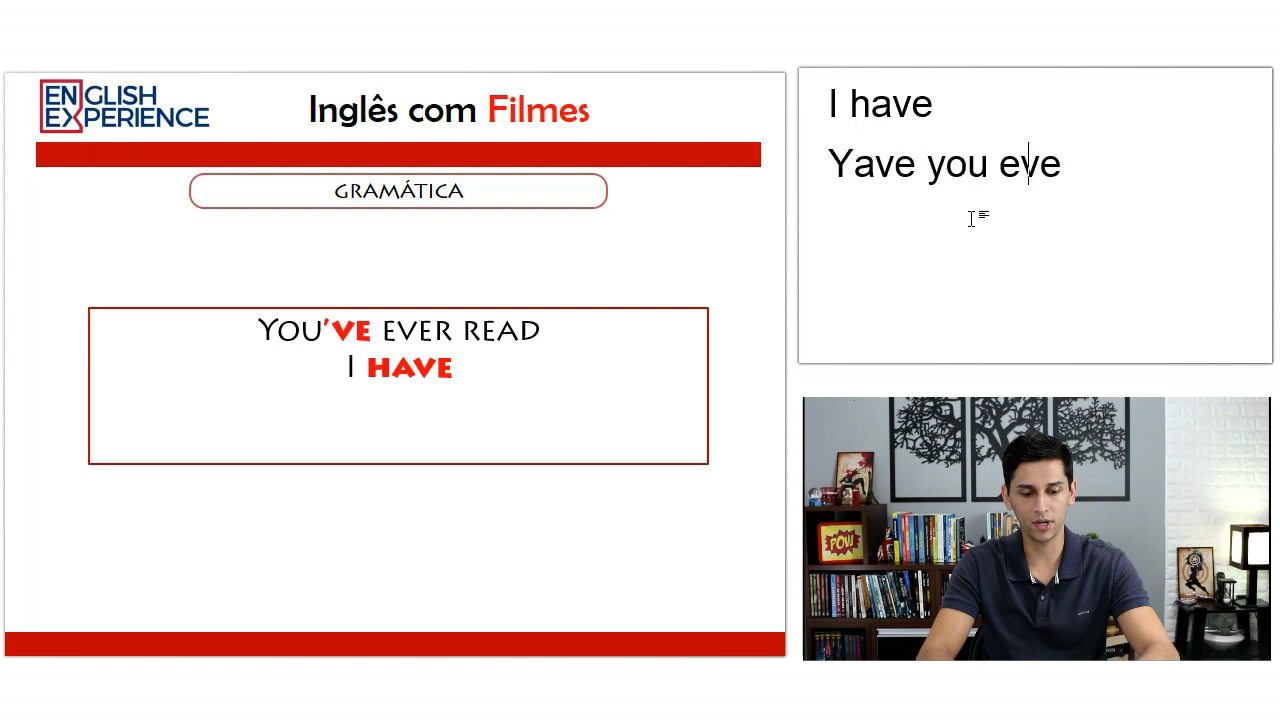 ENGLISH
EXPERIENCE
Inglês com Filmes
GRAMÁTICA
YOU'VE EVER READ
I HAVE
I have
Yave you eve
POW